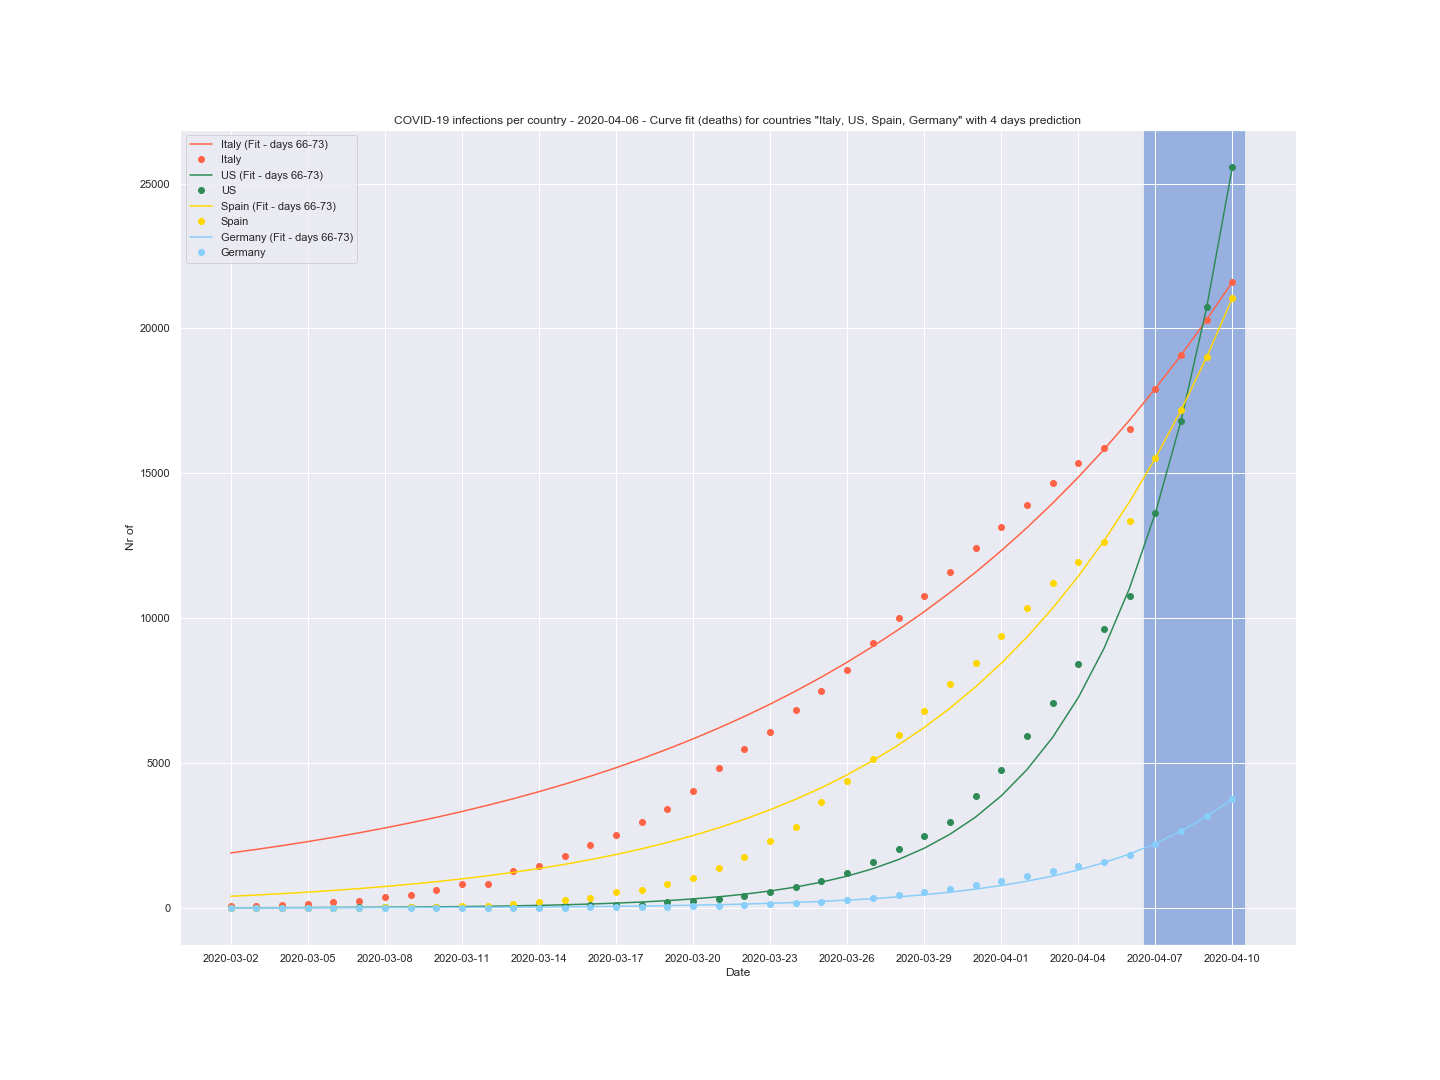 COVID-19 infections per country - 2020-04-06 - Curve fit (deaths) for countries "Italy, US, Spain, Germany" with 4 days prediction
Italy (Fit - days 66-73)
Italy
US (Fit - days 66-73)
US
Spain (Fit - days 66-73)
Spain
Germany (Fit - days 66-73)
Germany
25000
20000
15000
10000
5000
0
Nr of
2020-03-02 2020-03-05 2020-03-08 2020-03-11 2020-03-14 2020-03-17 2020-03-20 2020-03-23 2020-03-26 2020-03-29 2020-04-01 2020-04-04 2020-04-07 2020-04-10
Date